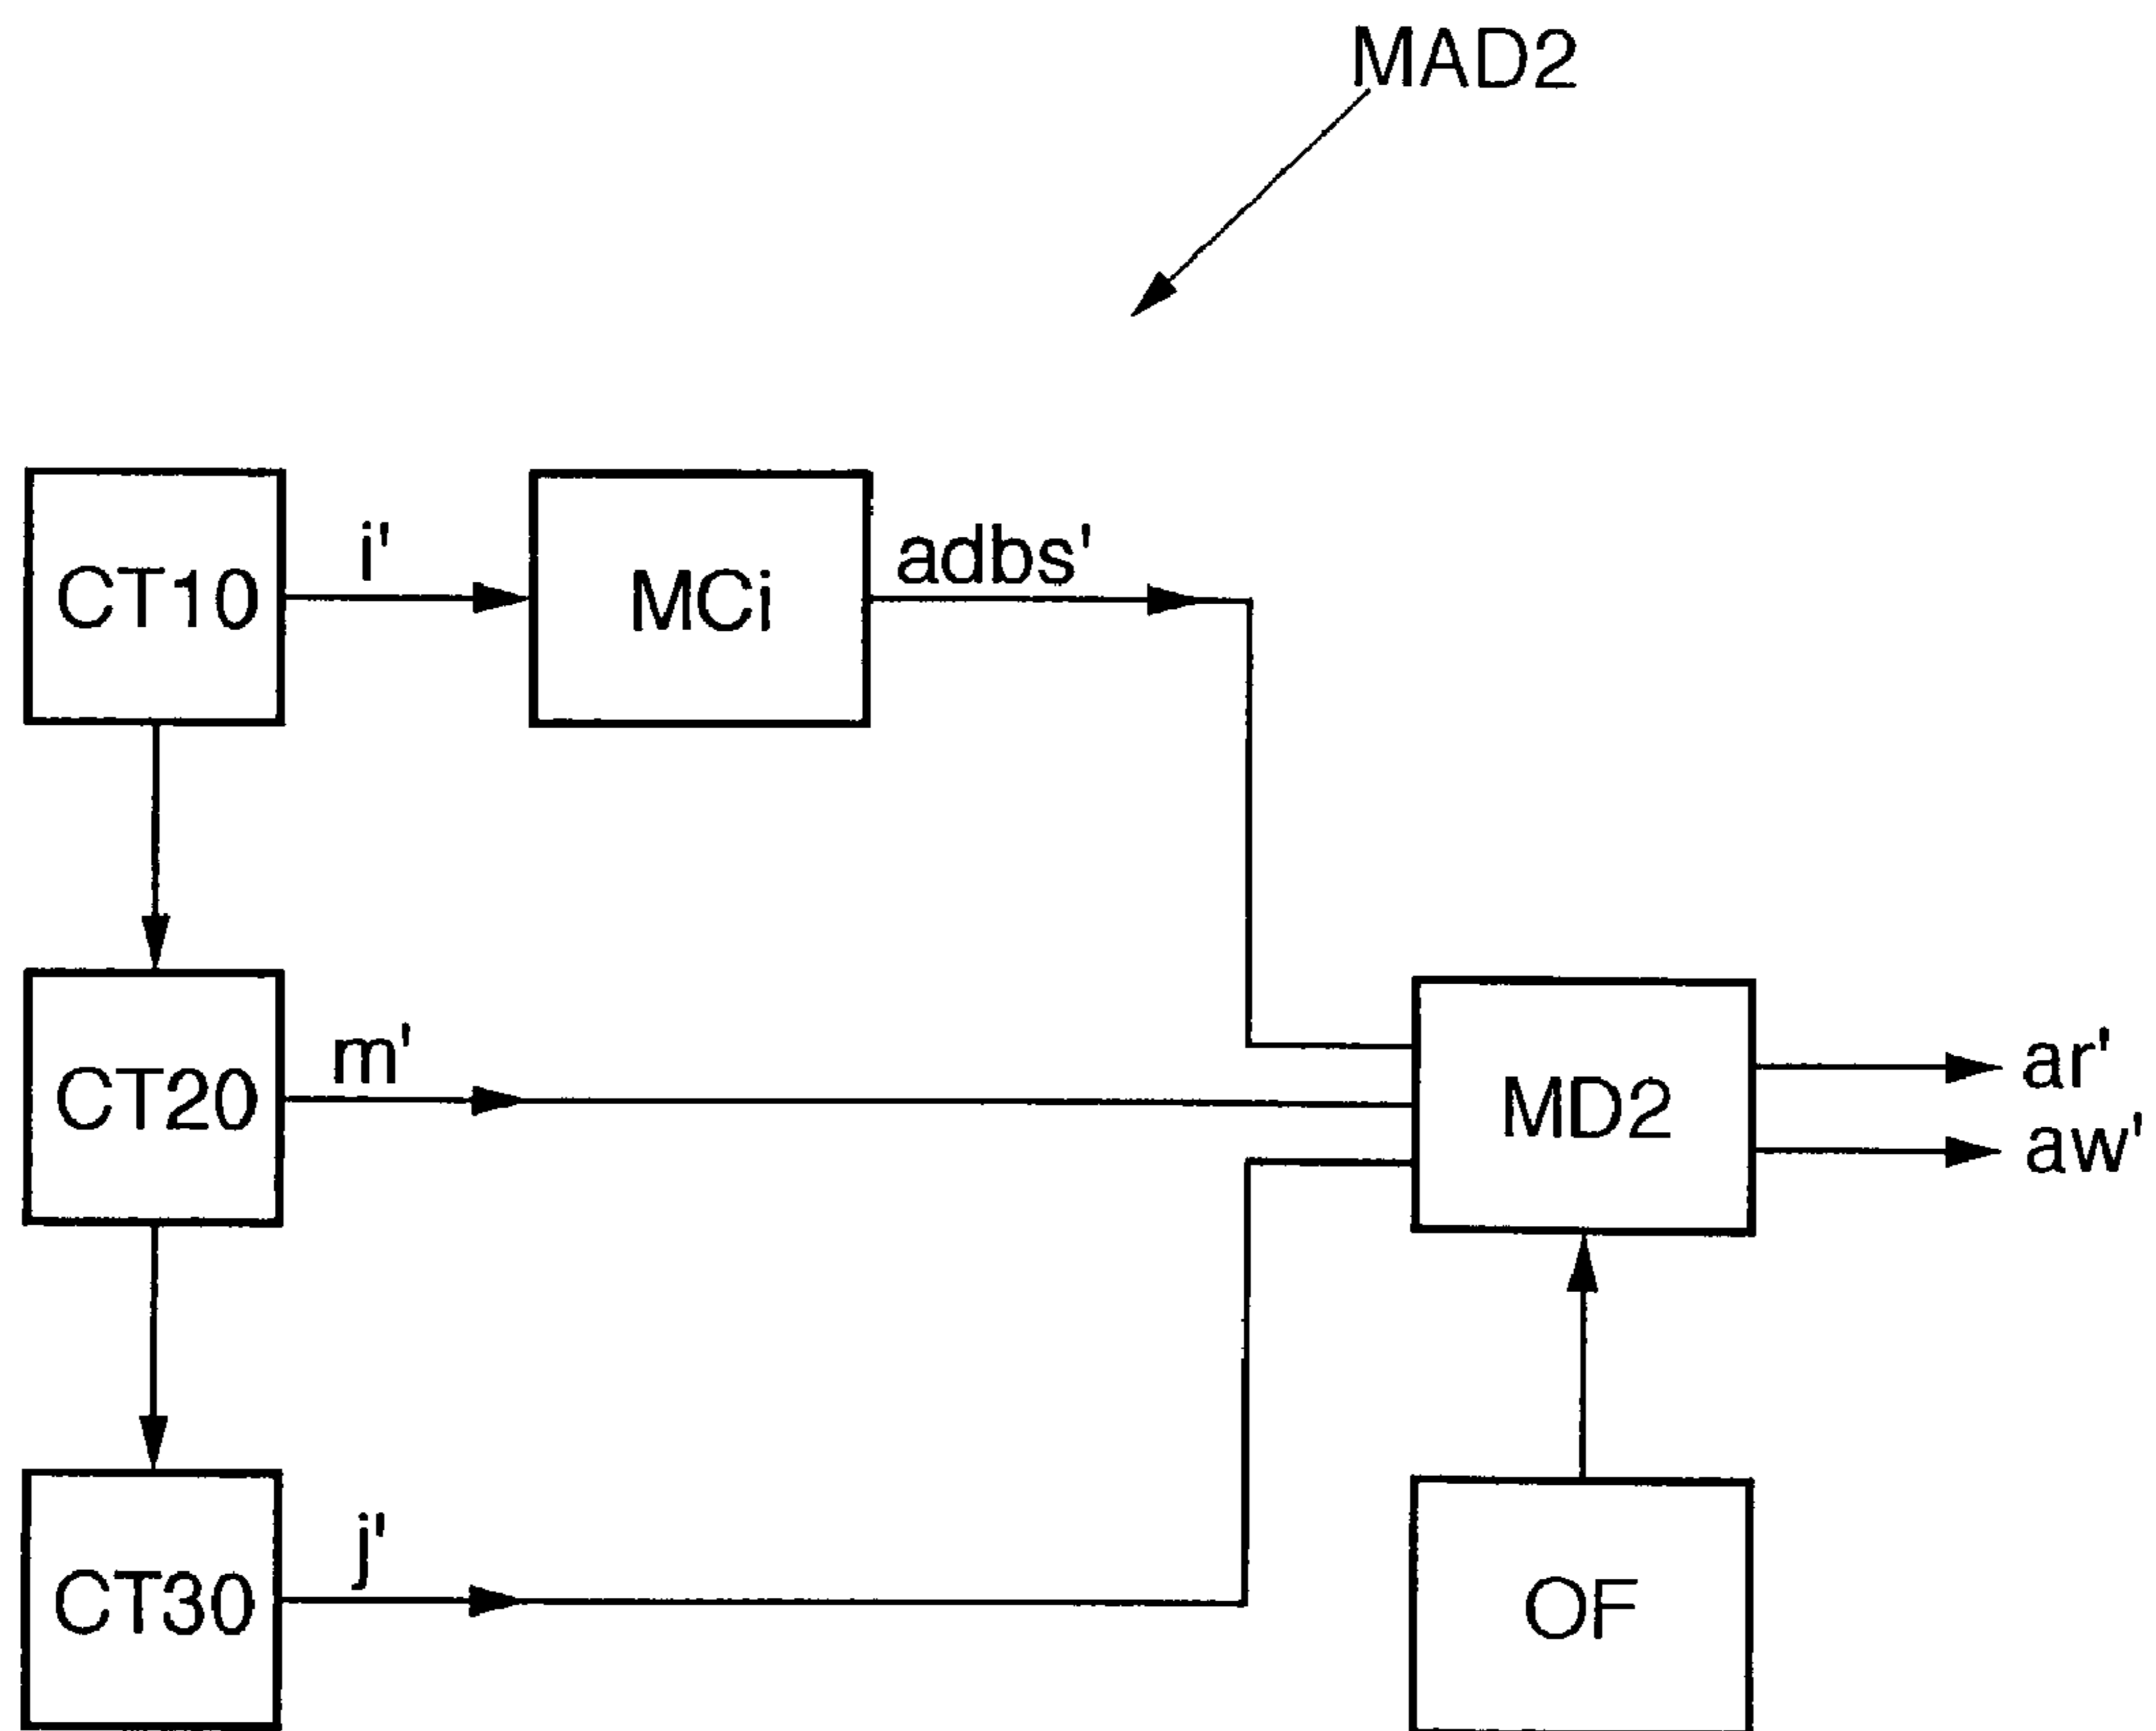 MAD2
CT10
i'
MCi
adbs'
CT20
m'
MD2
ar'
aw'
CT30
j'
OF